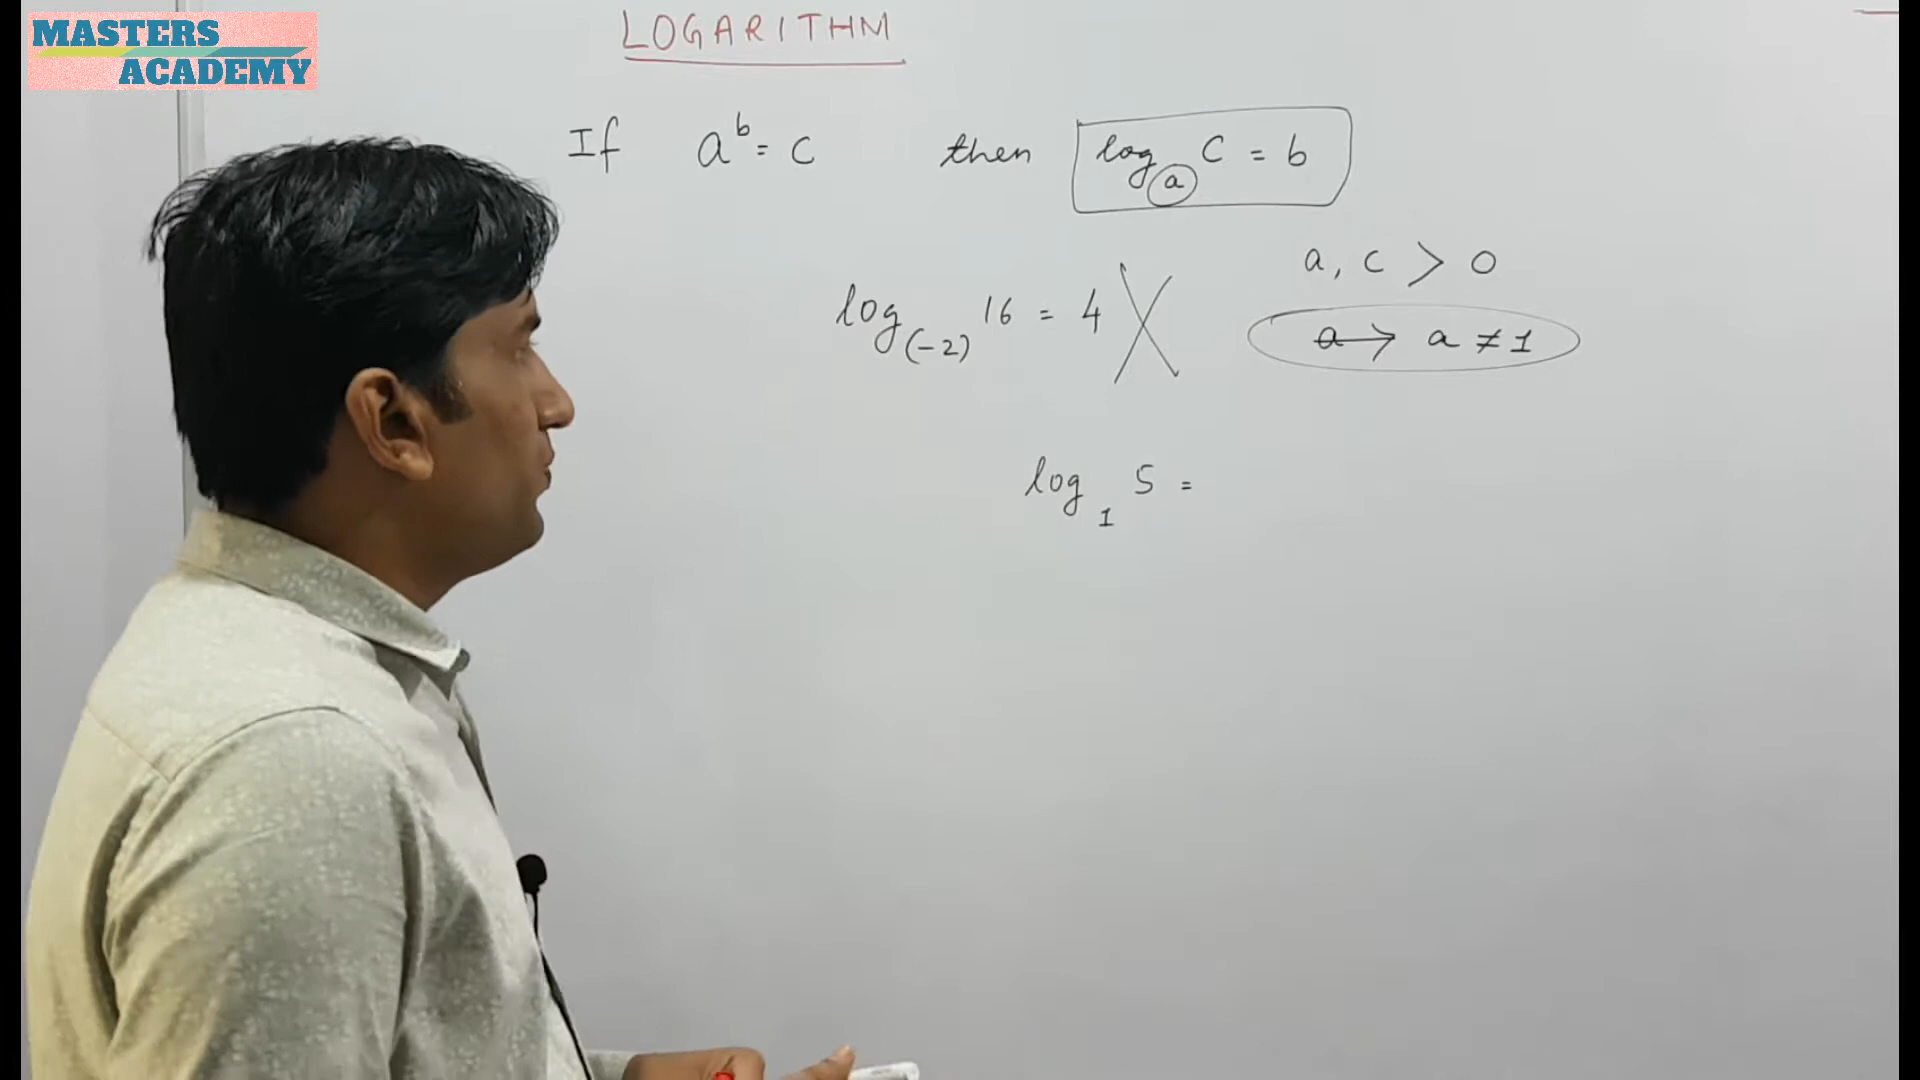 MASTERS
ACADEMY
LOGARITHM
If a^b = c then log_a c = b
a, c > 0
log_(-2) 16 = 4
a → a ≠ 1
log_1 5 =